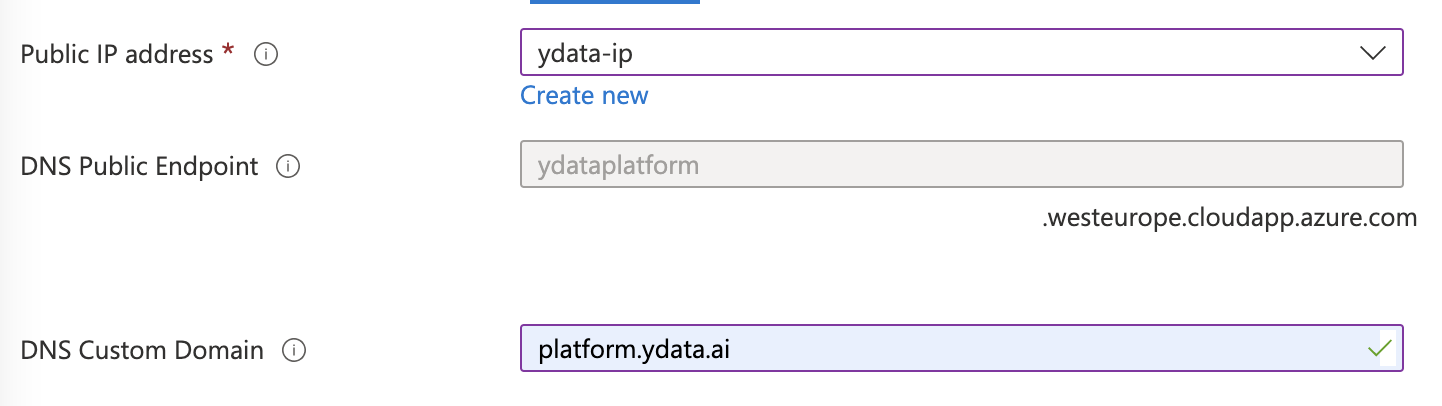 Public IP address *
ydata-ip
Create new
DNS Public Endpoint
ydataplatform
.westeurope.cloudapp.azure.com
DNS Custom Domain
platform.ydata.ai